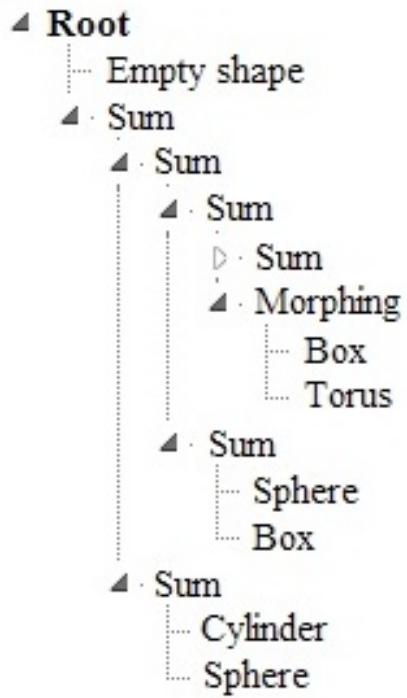 Root
Empty shape
Sum
Sum
Sum
Sum
Morphing
Box
Torus
Sum
Sphere
Box
Sum
Cylinder
Sphere